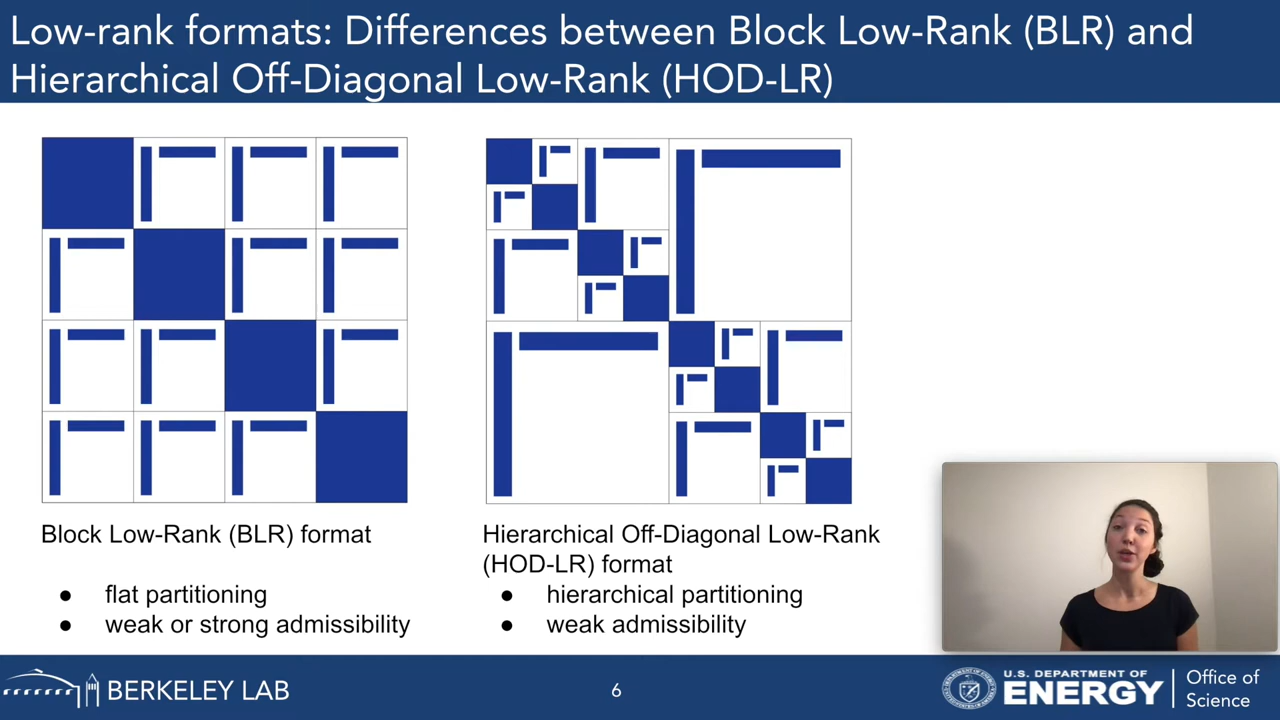 Low-rank formats: Differences between Block Low-Rank (BLR) and
Hierarchical Off-Diagonal Low-Rank (HOD-LR)
Block Low-Rank (BLR) format
● flat partitioning
● weak or strong admissibility
Hierarchical Off-Diagonal Low-Rank
(HOD-LR) format
● hierarchical partitioning
● weak admissibility
BERKELEY LAB
6
U.S. DEPARTMENT OF
ENERGY
Office of
Science